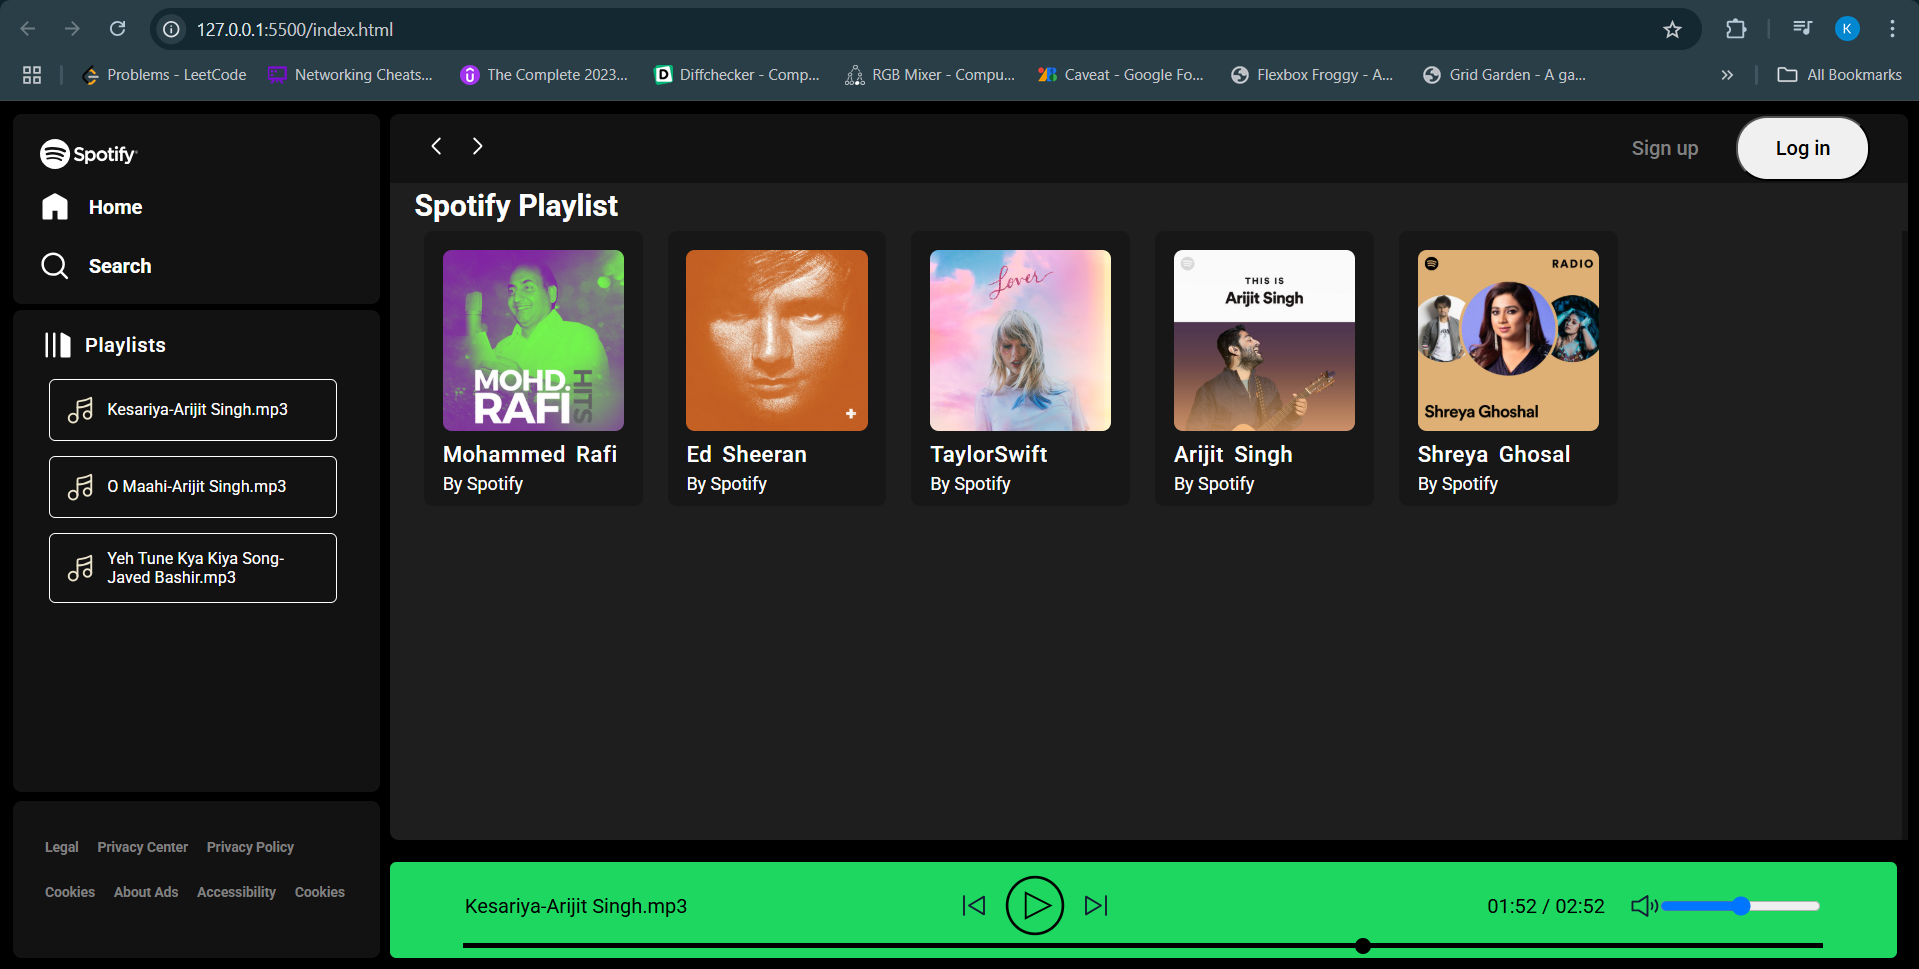 127.0.0.1:5500/index.html
K
Problems - LeetCode
Networking Cheats...
The Complete 2023...
Diffchecker - Comp...
RGB Mixer - Compu...
Caveat - Google Fo...
Flexbox Froggy - A...
Grid Garden - A ga...
All Bookmarks
Spotify
Home
Search
Playlists
Kesariya-Arijit Singh.mp3
O Maahi-Arijit Singh.mp3
Yeh Tune Kya Kiya Song-
Javed Bashir.mp3
Legal Privacy Center Privacy Policy
Cookies About Ads Accessibility Cookies
Sign up
Log in
Spotify Playlist
MOHD.
RAFI
HITS
Mohammed Rafi
By Spotify
Ed Sheeran
By Spotify
Lover
TaylorSwift
By Spotify
THIS IS
Arijit Singh
Arijit Singh
By Spotify
RADIO
Shreya Ghoshal
Shreya Ghosal
By Spotify
Kesariya-Arijit Singh.mp3
01:52 / 02:52